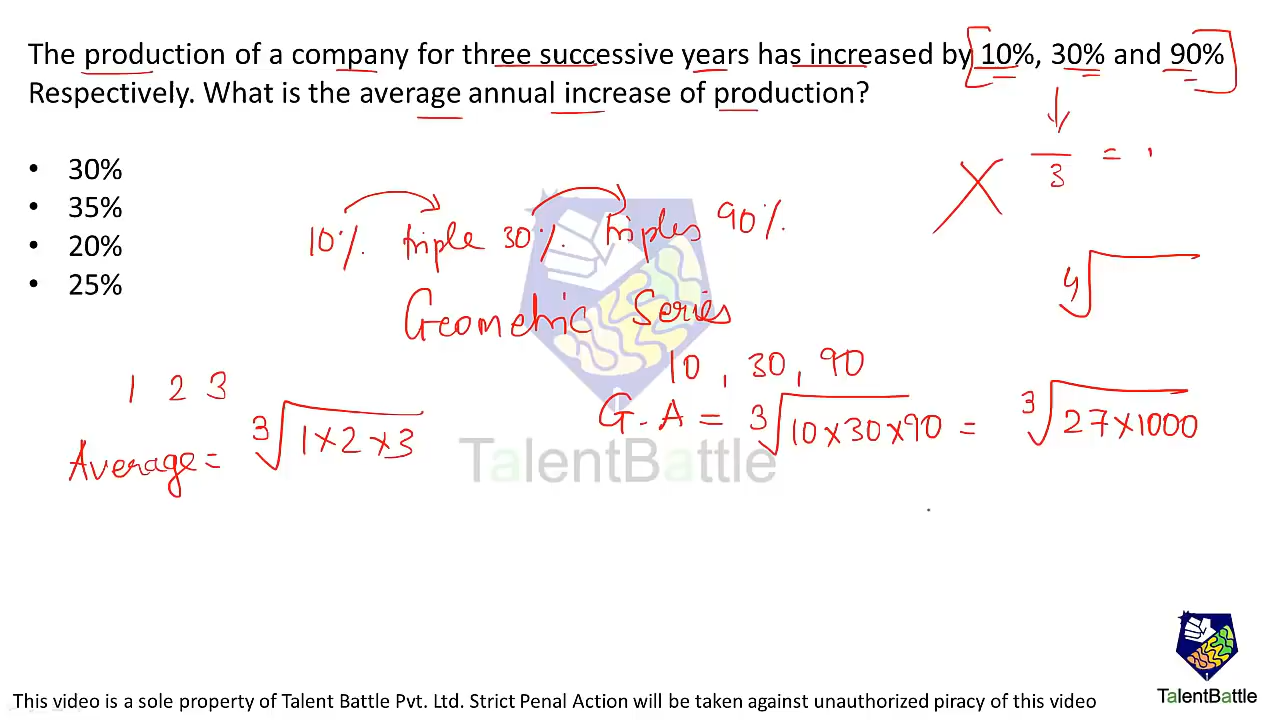 The production of a company for three successive years has increased by 10%, 30% and 90%
Respectively. What is the average annual increase of production?
• 30%
• 35%
• 20%
• 25%
3 =
10% triple 30% triples 90%
4√
Geometric Series
10, 30, 90
1 2 3
Average = ³√1×2×3
G.A = ³√10×30×90 = ³√27×1000
TalentBattle
TalentBattle
This video is a sole property of Talent Battle Pvt. Ltd. Strict Penal Action will be taken against unauthorized piracy of this video